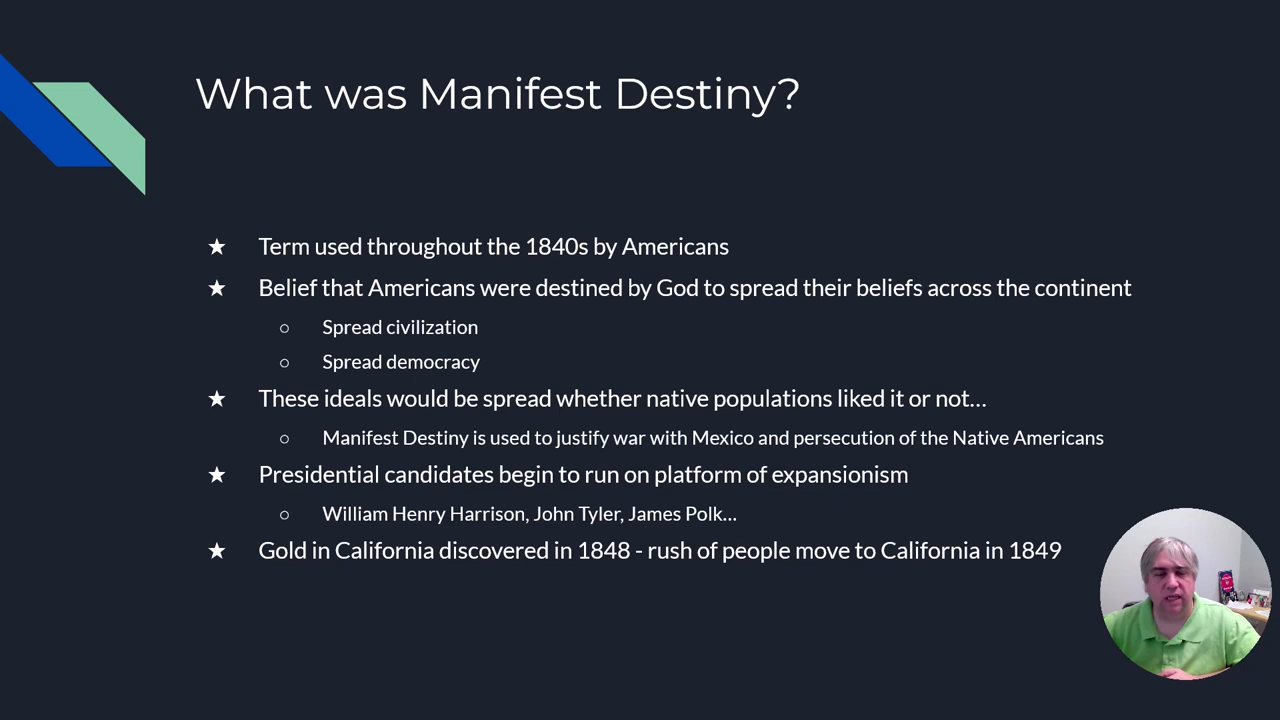 What was Manifest Destiny?
★ Term used throughout the 1840s by Americans
★ Belief that Americans were destined by God to spread their beliefs across the continent
○ Spread civilization
○ Spread democracy
★ These ideals would be spread whether native populations liked it or not...
○ Manifest Destiny is used to justify war with Mexico and persecution of the Native Americans
★ Presidential candidates begin to run on platform of expansionism
○ William Henry Harrison, John Tyler, James Polk...
★ Gold in California discovered in 1848 - rush of people move to California in 1849